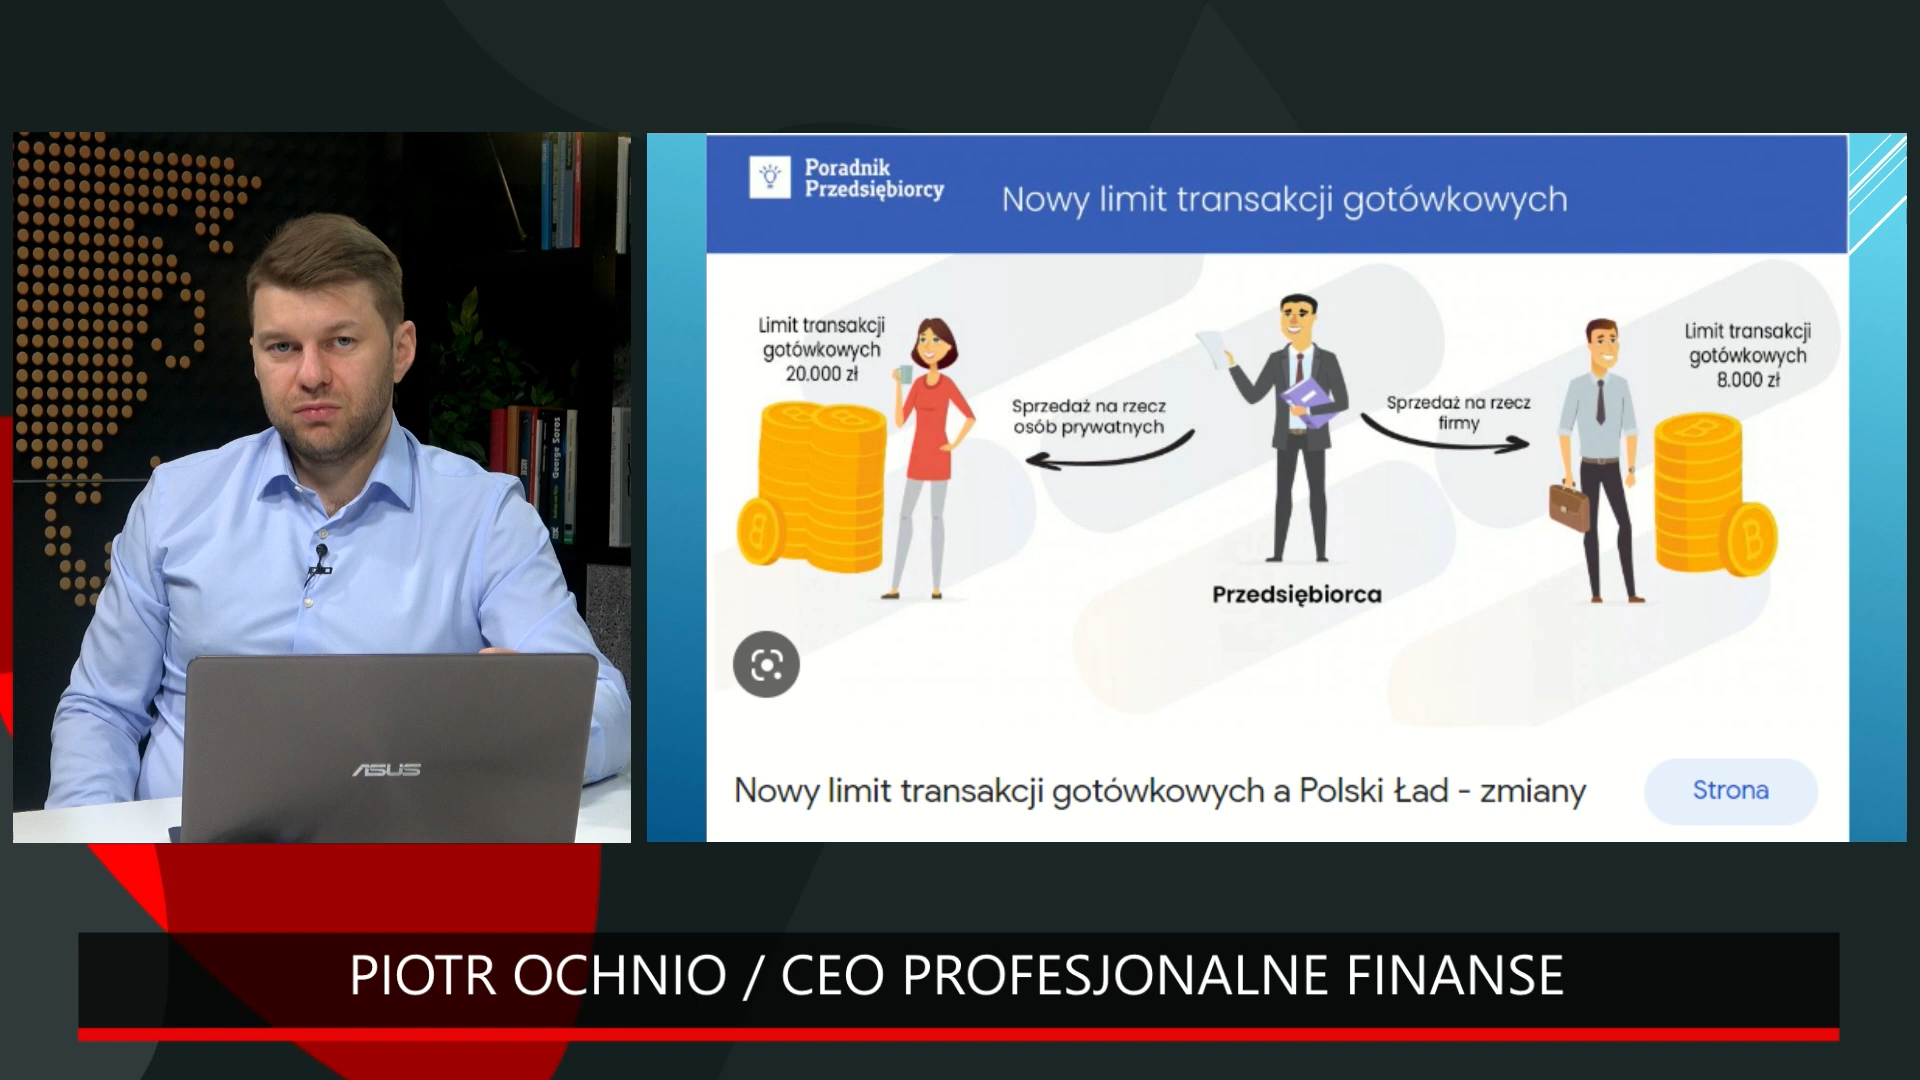 Poradnik
Przedsiębiorcy
Nowy limit transakcji gotówkowych
Limit transakcji
gotówkowych
20.000 zł
Sprzedaż na rzecz
osób prywatnych
Sprzedaż na rzecz
firmy
Limit transakcji
gotówkowych
8.000 zł
Przedsiębiorca
Nowy limit transakcji gotówkowych a Polski Ład - zmiany
Strona
George Soros
ASUS
PIOTR OCHNIO / CEO PROFESJONALNE FINANSE